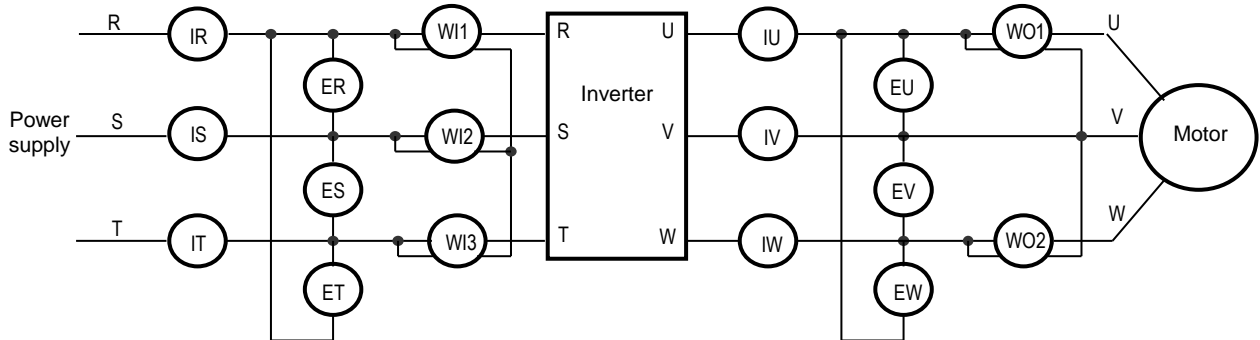 R IR WI1 R U IU WO1 U
ER EU
Inverter
Power
supply
S IS WI2 S V IV V Motor
ES EV
T IT WI3 T W IW WO2 W
ET EW